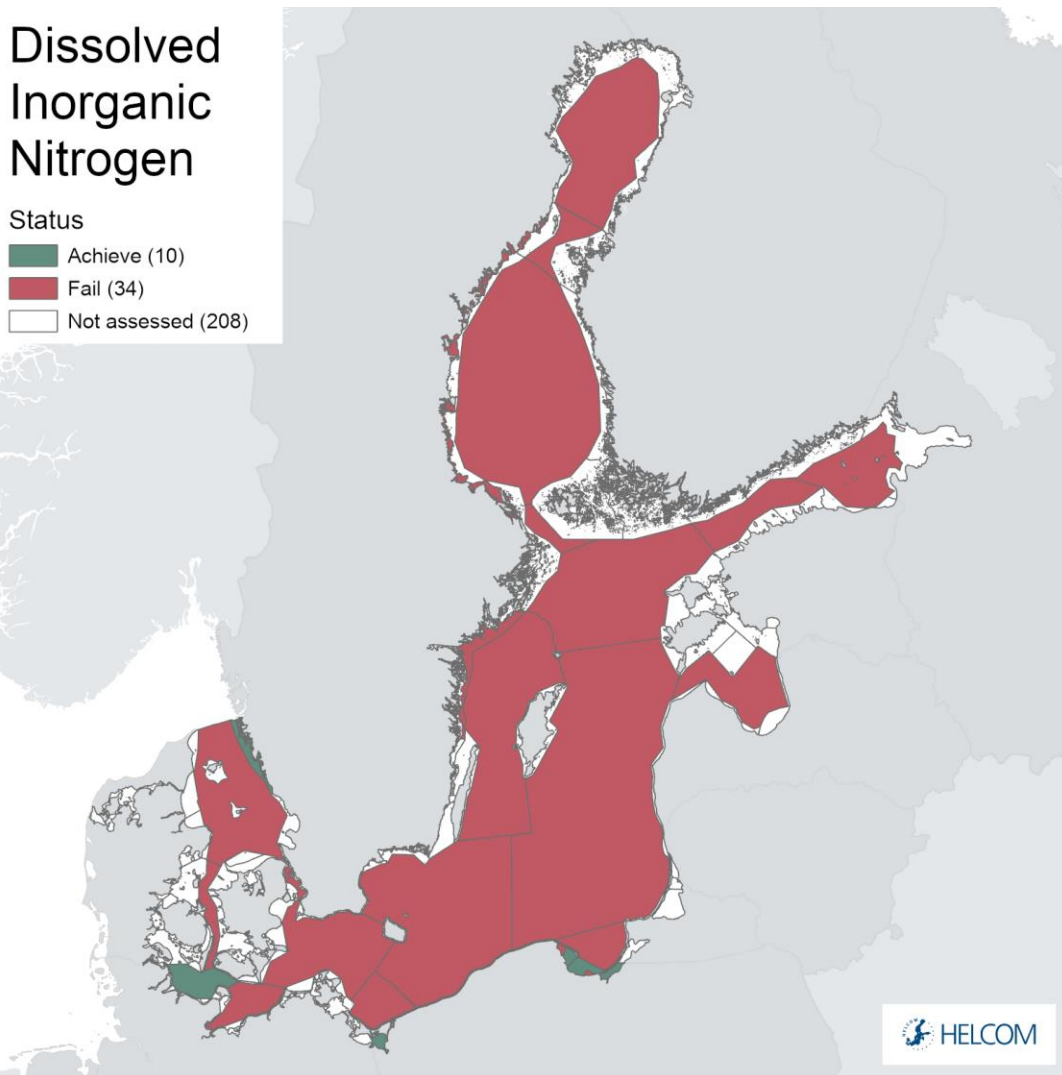 Dissolved
Inorganic
Nitrogen
Status
Achieve (10)
Fail (34)
Not assessed (208)
HELCOM